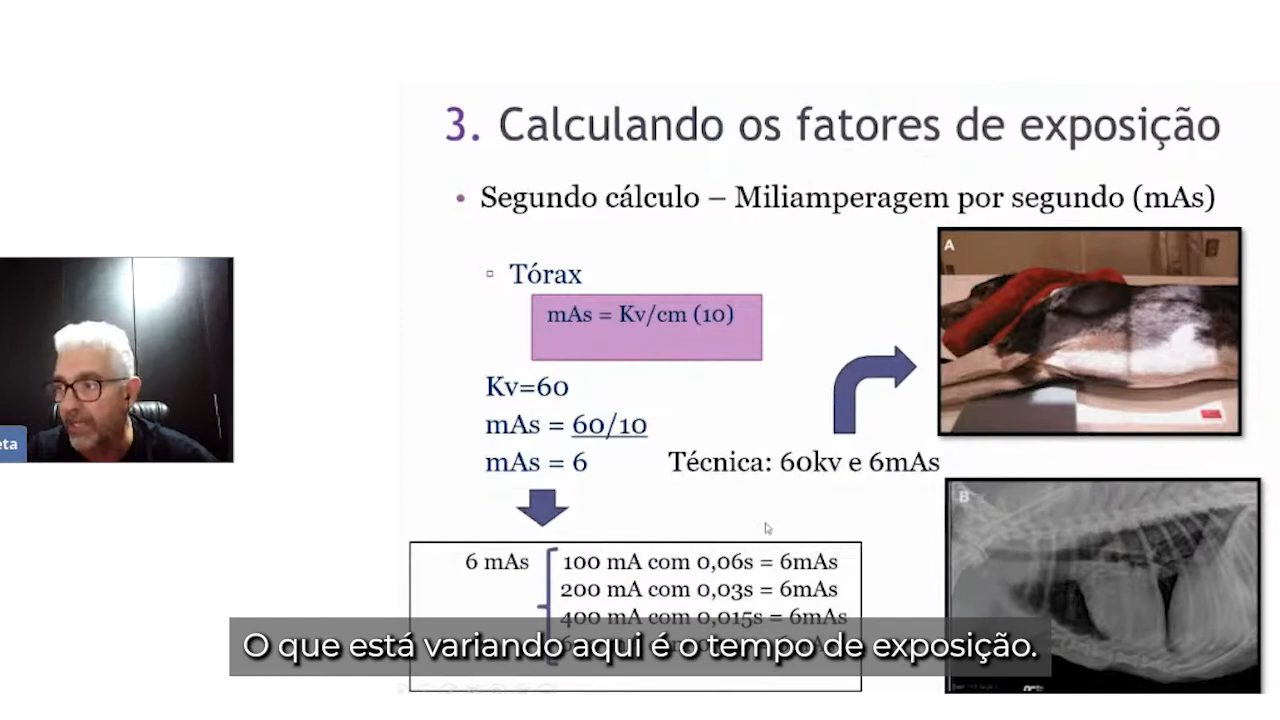 3. Calculando os fatores de exposição
• Segundo cálculo – Miliamperagem por segundo (mAs)
▫ Tórax
mAs = Kv/cm (10)
Kv=60
mAs = 60/10
mAs = 6
Técnica: 60kv e 6mAs
6 mAs
100 mA com 0,06s = 6mAs
200 mA com 0,03s = 6mAs
400 mA com 0,015s = 6mAs
A
B
eta
O que está variando aqui é o tempo de exposição.